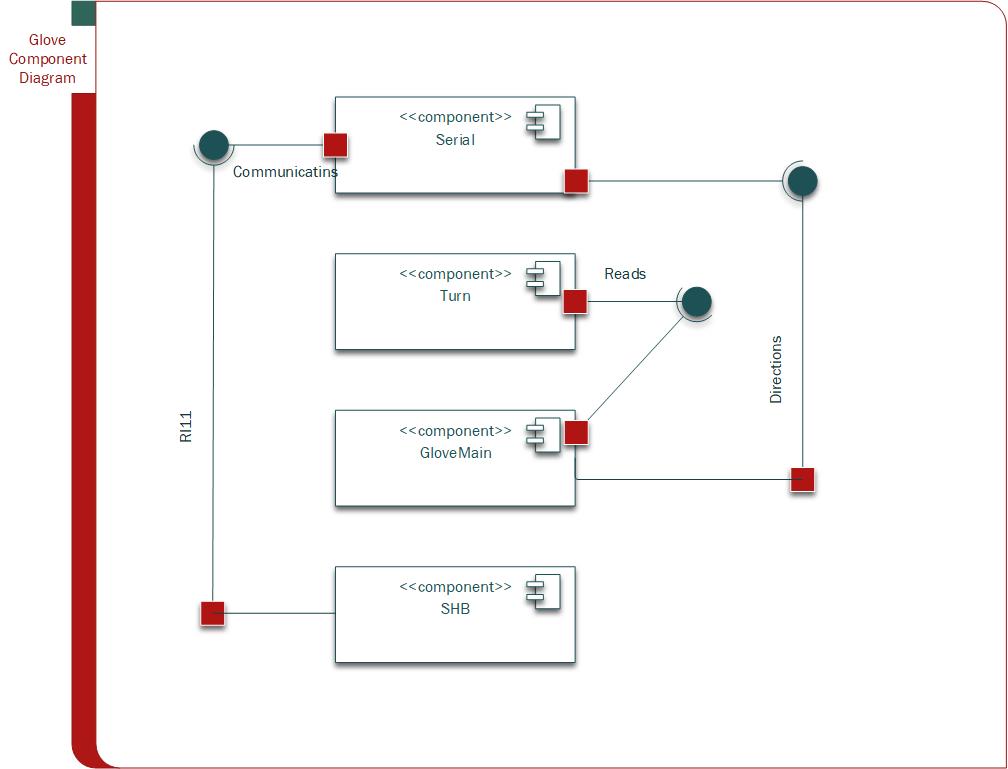 Glove
Component
Diagram
<<component>>
Serial
Communicatins
<<component>>
Turn
Reads
Directions
RI11
<<component>>
GloveMain
<<component>>
SHB